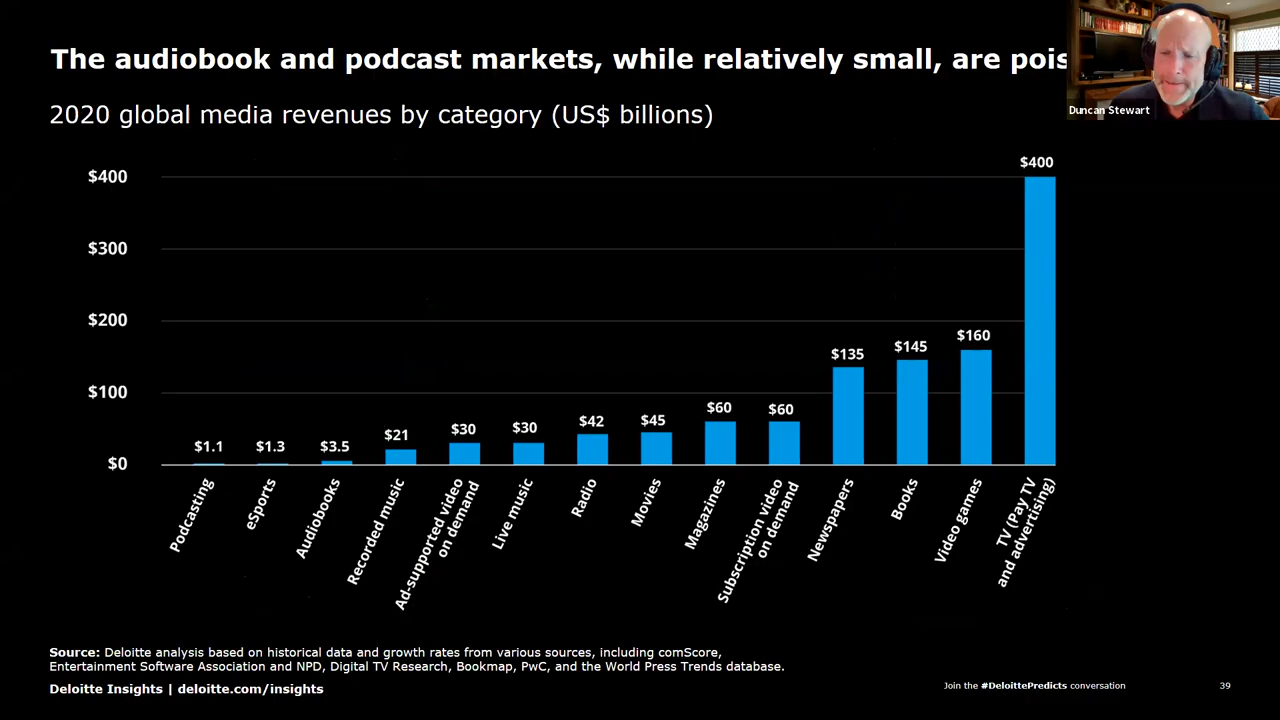 The audiobook and podcast markets, while relatively small, are pois
2020 global media revenues by category (US$ billions)
Duncan Stewart
$400
$300
$200
$100
$0
$1.1
$1.3
$3.5
$21
$30
$30
$42
$45
$60
$60
$135
$145
$160
$400
Podcasting
eSports
Audiobooks
Recorded music
Ad-supported video
on demand
Live music
Radio
Movies
Magazines
Subscription video
on demand
Newspapers
Books
Video games
TV (Pay TV
and advertising)
Source: Deloitte analysis based on historical data and growth rates from various sources, including comScore,
Entertainment Software Association and NPD, Digital TV Research, Bookmap, PwC, and the World Press Trends database.
Deloitte Insights | deloitte.com/insights
Join the #DeloittePredicts conversation
39